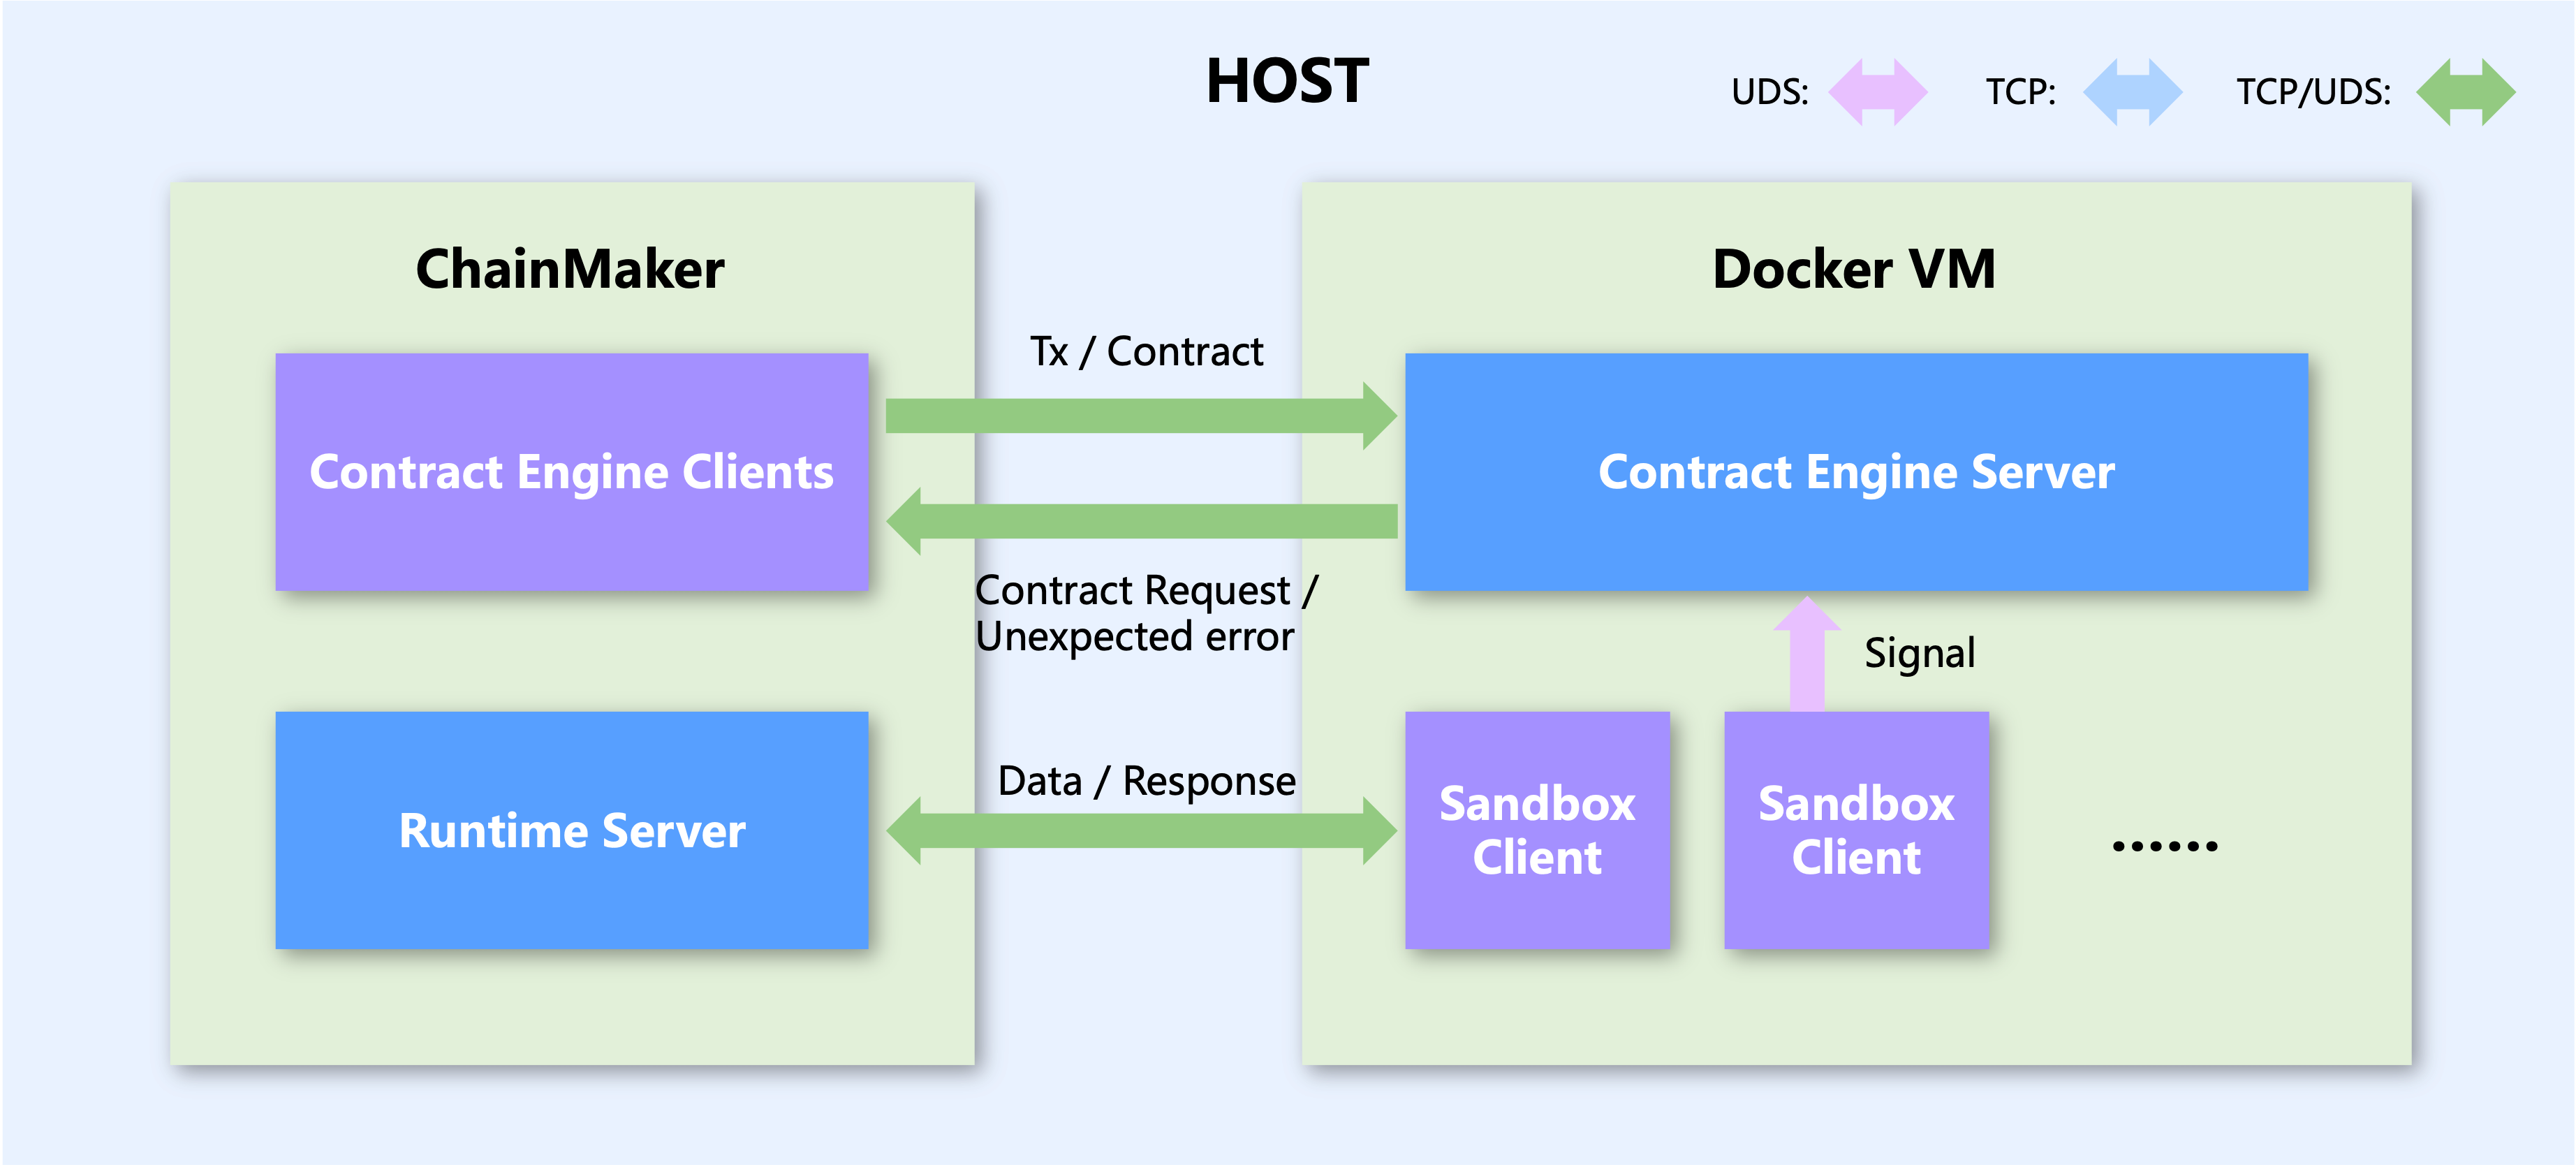 HOST
UDS:
TCP:
TCP/UDS:
ChainMaker
Docker VM
Contract Engine Clients
Tx / Contract
Contract Engine Server
Contract Request /
Unexpected error
Signal
Runtime Server
Data / Response
Sandbox
Client
Sandbox
Client
......